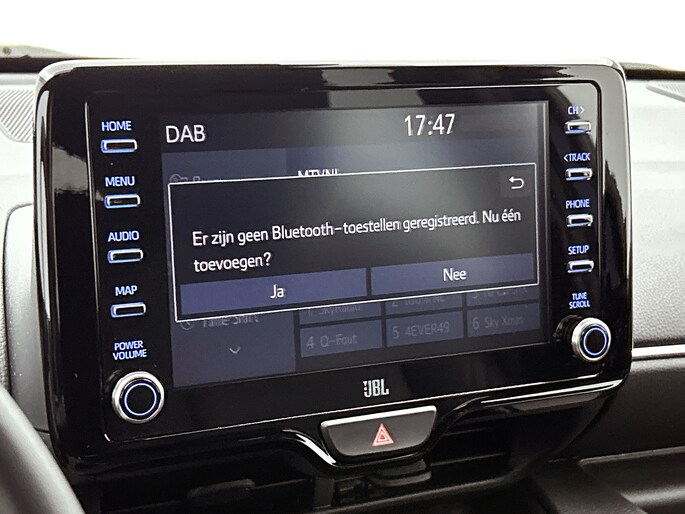 HOME
MENU
AUDIO
MAP
POWER
VOLUME
DAB
17:47
Er zijn geen Bluetooth-toestellen geregistreerd. Nu één
toevoegen?
Ja
Nee
4 Q-Fout
5 4EVER49
6 Sky Xmas
CH>
<TRACK
PHONE
SETUP
TUNE
SCROLL
JBL